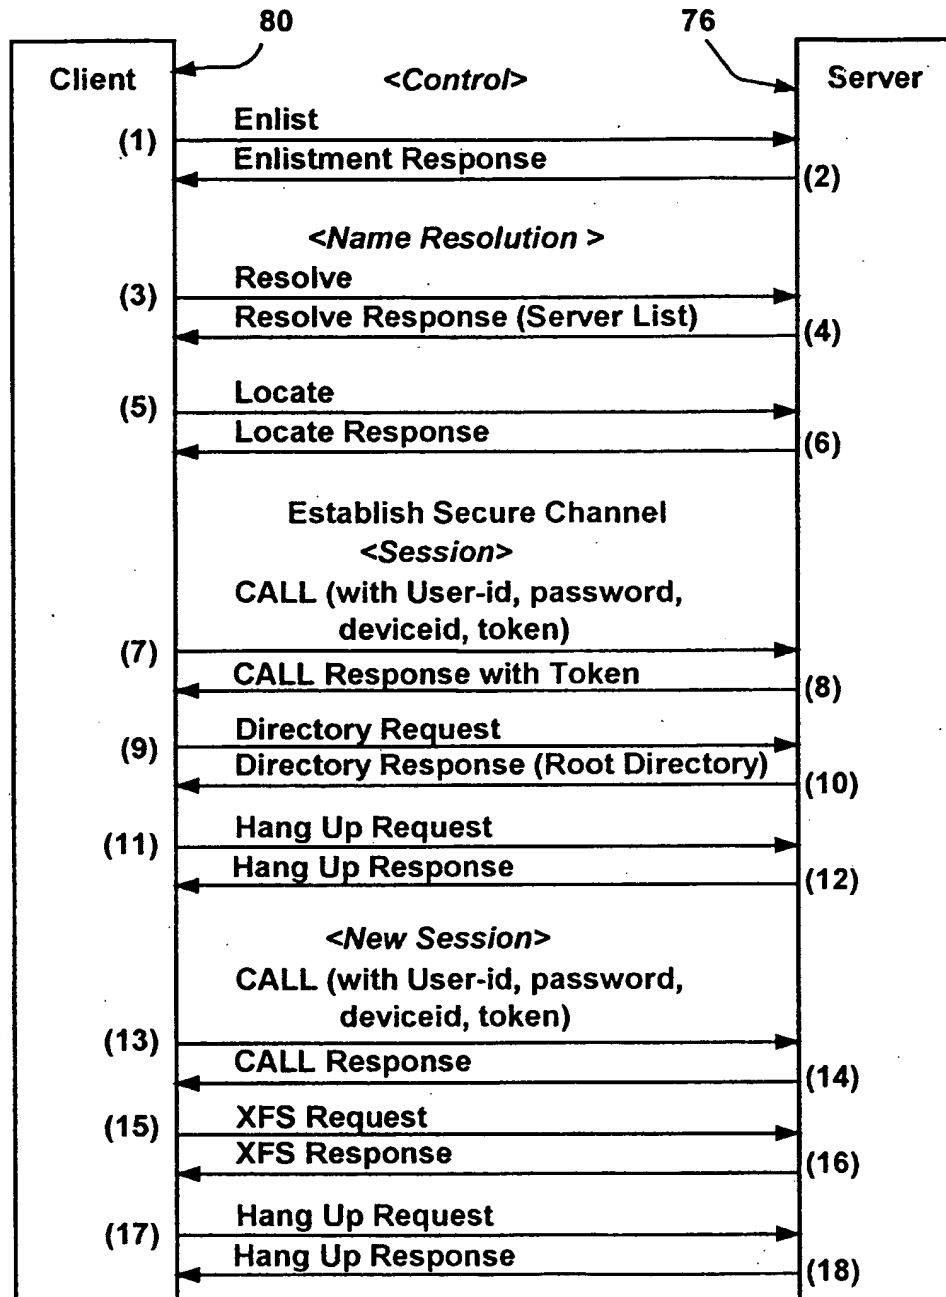 80
76
Client
<Control>
Server
Enlist
(1)
Enlistment Response
(2)
<Name Resolution >
Resolve
(3)
Resolve Response (Server List)
(4)
Locate
(5)
Locate Response
(6)
Establish Secure Channel
<Session>
CALL (with User-id, password,
deviceid, token)
(7)
CALL Response with Token
(8)
Directory Request
(9)
Directory Response (Root Directory)
(10)
Hang Up Request
(11)
Hang Up Response
(12)
<New Session>
CALL (with User-id, password,
deviceid, token)
(13)
CALL Response
(14)
XFS Request
(15)
XFS Response
(16)
Hang Up Request
(17)
Hang Up Response
(18)